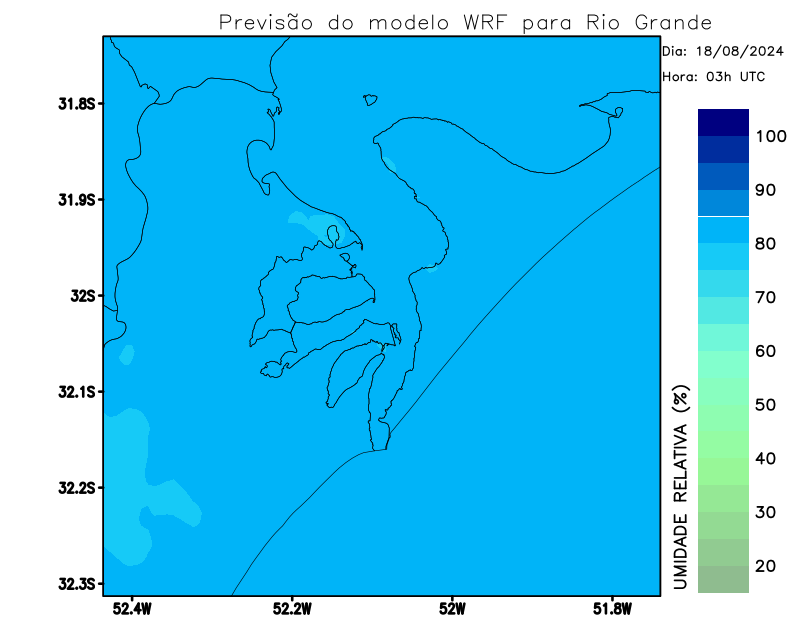 Previsão do modelo WRF para Rio Grande
Dia: 18/08/2024
Hora: 03h UTC
31.8S
31.9S
32S
32.1S
32.2S
32.3S
52.4W
52.2W
52W
51.8W
UMIDADE RELATIVA (%)
100
90
80
70
60
50
40
30
20